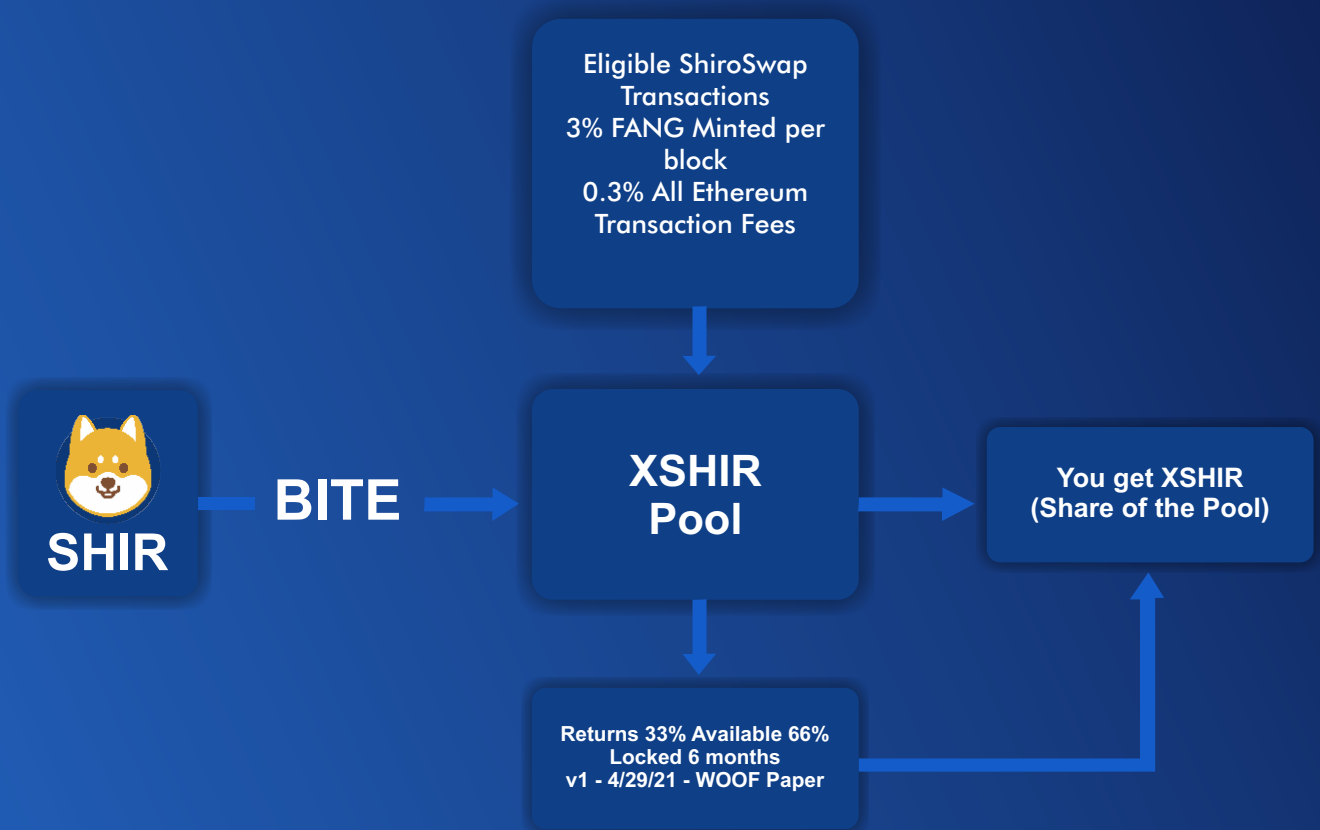 Eligible ShiroSwap
Transactions
3% FANG Minted per
block
0.3% All Ethereum
Transaction Fees
SHIR
BITE
XSHIR
Pool
You get XSHIR
(Share of the Pool)
Returns 33% Available 66%
Locked 6 months
v1 - 4/29/21 - WOOF Paper